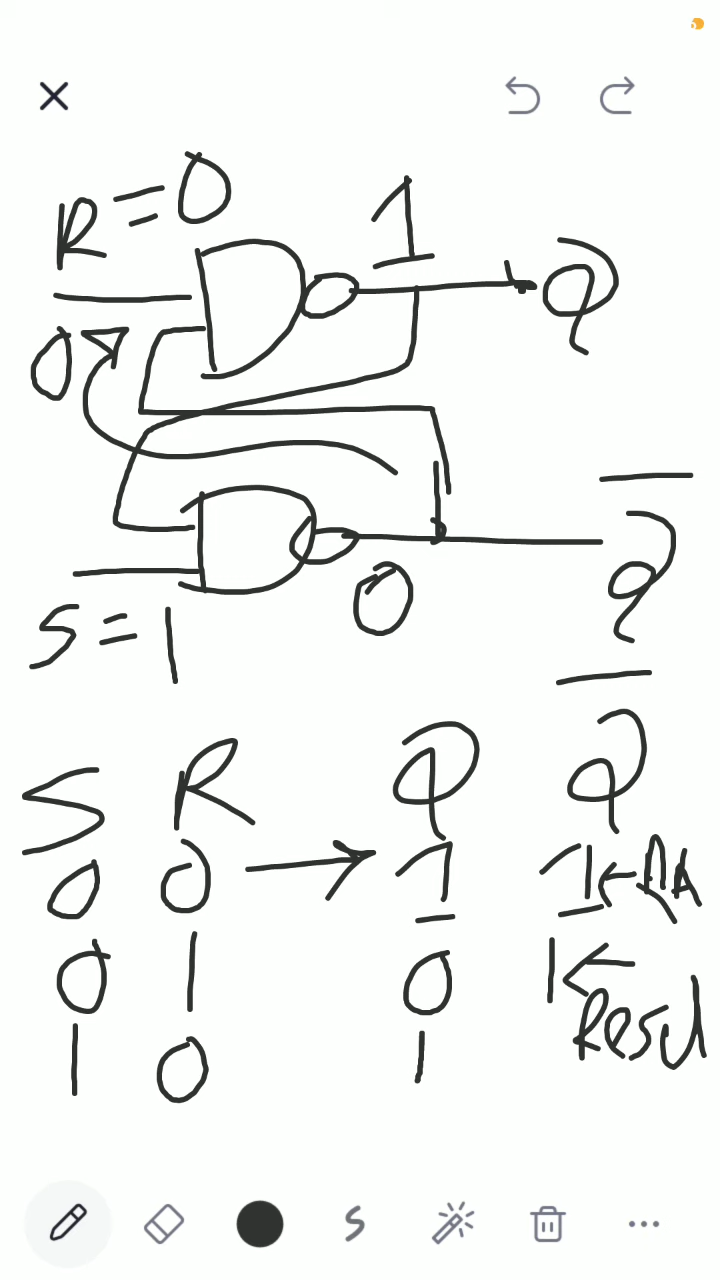 R = 0
1
Q
0
Q̅
0
S = 1
S R Q Q̅
0 0 → 1 1 ←
0 1 0 1 ←
1 0 1